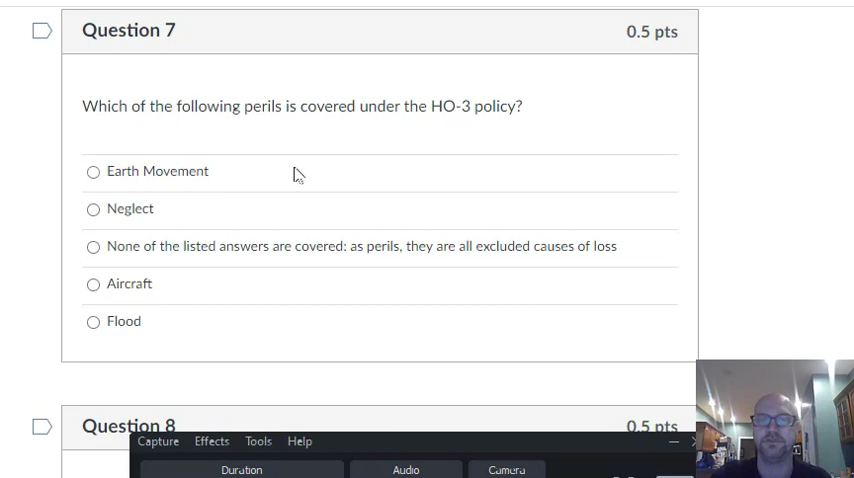 Question 7
0.5 pts
Which of the following perils is covered under the HO-3 policy?
Earth Movement
Neglect
None of the listed answers are covered: as perils, they are all excluded causes of loss
Aircraft
Flood
Question 8
0.5 pts
Capture Effects Tools Help
Duration Audio Camera